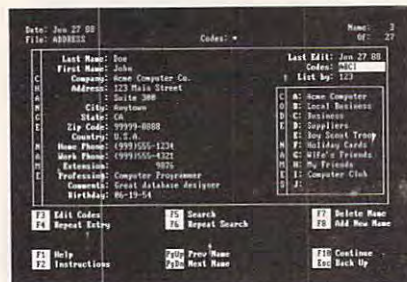 Date: Jun 27 88
Name: 3
File: ADDRESS
Codes: *
Of: 27
Last Name: Doe
First Name: John
Company: Acme Computer Co.
Address: 123 Main Street
: Suite 300
City: Anytown
State: CA
Zip Code: 99999-8888
Country: U.S.A.
Home Phone: (999)555-1234
Work Phone: (999)555-4321
Extension: 9876
Profession: Computer Programmer
Comments: Great database designer
Birthday: 06-19-54
CHANGE NAME
Last Edit: Jun 27 88
Codes:
List by: 123
CODE NAMES
A: Acme Computer
B: Local Business
C: Business
D: Suppliers
E: Boy Scout Troop
F: Holiday Cards
G: Wife's Friends
H: My Friends
I: Computer Club
J:
F3 Edit Codes
F5 Search
F7 Delete Name
F4 Repeat Entry
F6 Repeat Search
F8 Add New Name
F1 Help
PgUp Prev Name
F10 Continue
F2 Instructions
PgDn Next Name
Esc Back Up